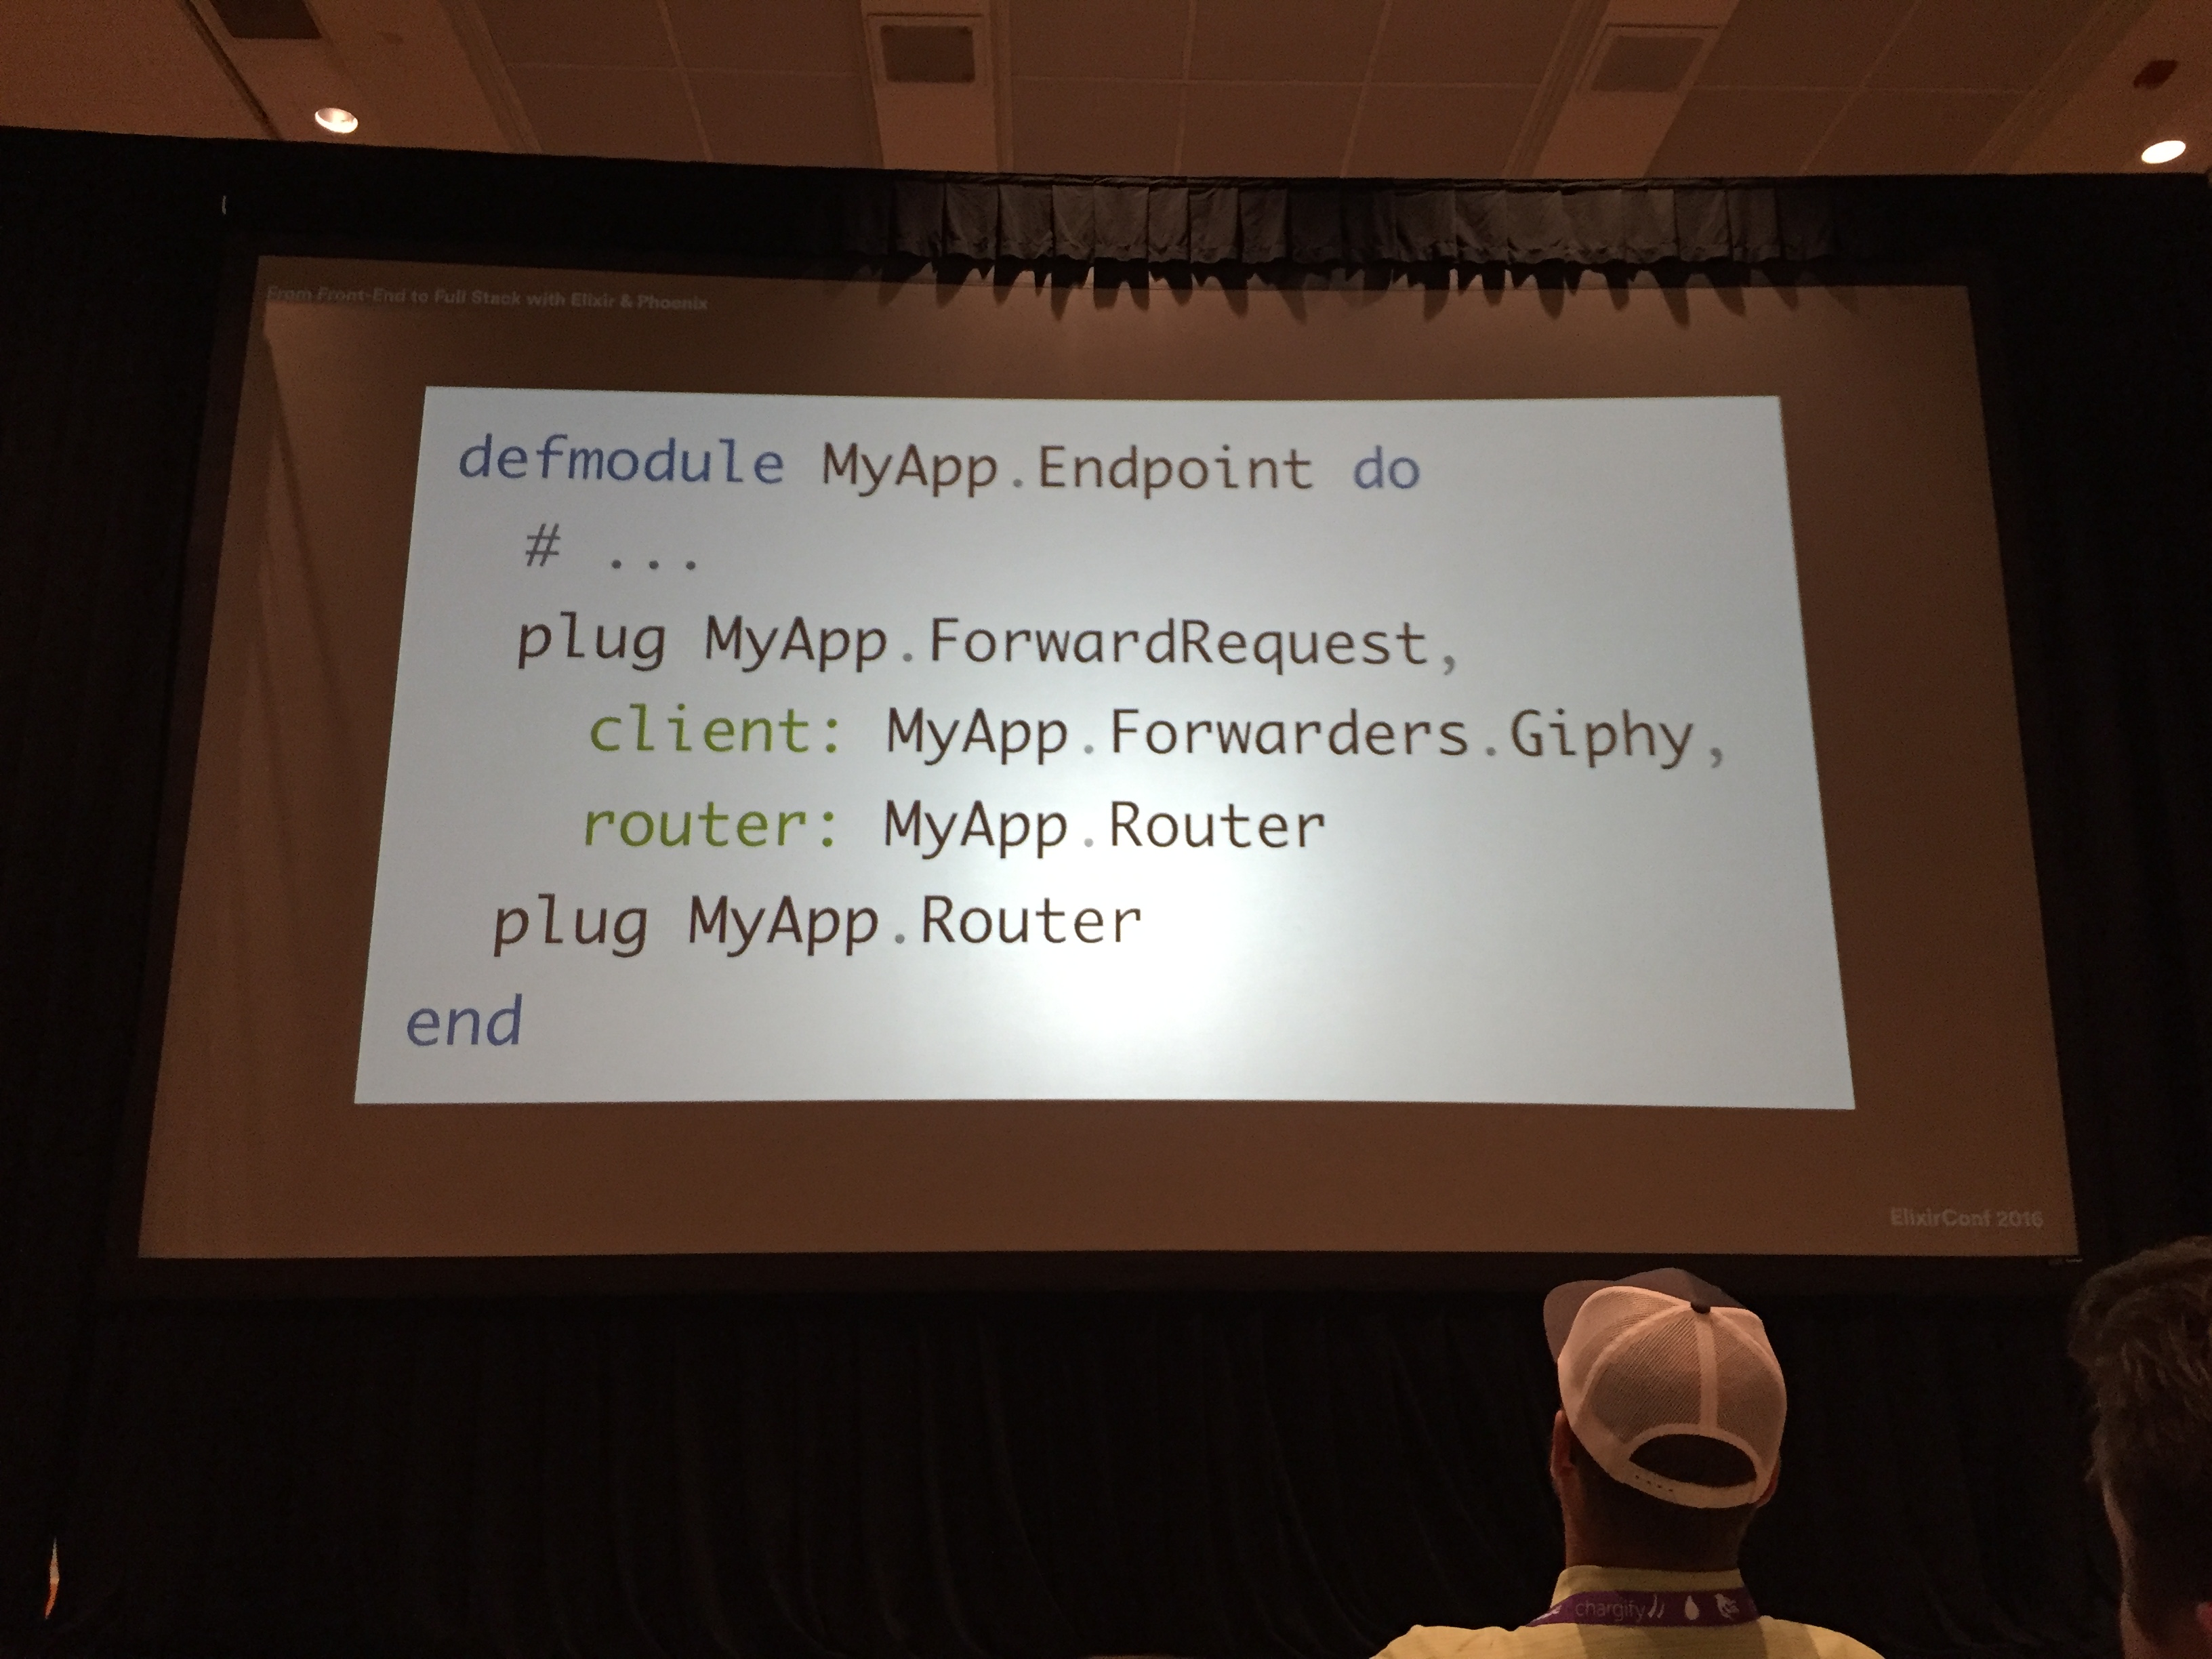 From Front-End to Full Stack with Elixir & Phoenix
defmodule MyApp.Endpoint do
# ...
plug MyApp.ForwardRequest,
client: MyApp.Forwarders.Giphy,
router: MyApp.Router
plug MyApp.Router
end
ElixirConf 2016
chargify